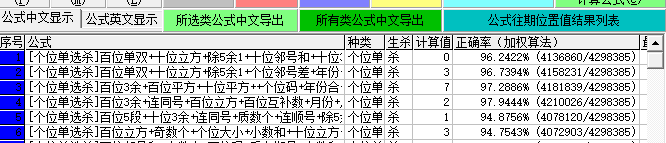 公式中文显示 公式英文显示 所选类公式中文导出 所有类公式中文导出 公式往期位置值结果列表
序号 公式 种类 生杀 计算值 正确率（加权算法）
1 [个位单选杀]百位单双+十位立方+除5余1+十位邻号和+十位 个位单 杀 0 96.2422% (4136860/4298385)
2 [个位单选杀]百位单双+十位立方+除5余1+十位邻号差+年份 个位单 杀 3 96.7394% (4158231/4298385)
3 [个位单选杀]百位3余+百位平方+十位平方++个位码+年份合 个位单 杀 7 97.2886% (4181839/4298385)
4 [个位单选杀]百位3余+连同号+百位立方+百位互补数+月份+ 个位单 杀 2 97.9444% (4210026/4298385)
5 [个位单选杀]百位5段+十位3余+连同号+质数个+连顺号+除5 个位单 杀 1 94.8756% (4078120/4298385)
6 [个位单选杀]百位立方+奇数个+个位大小+小数和+十位立方 个位单 杀 3 94.7543% (4072903/4298385)